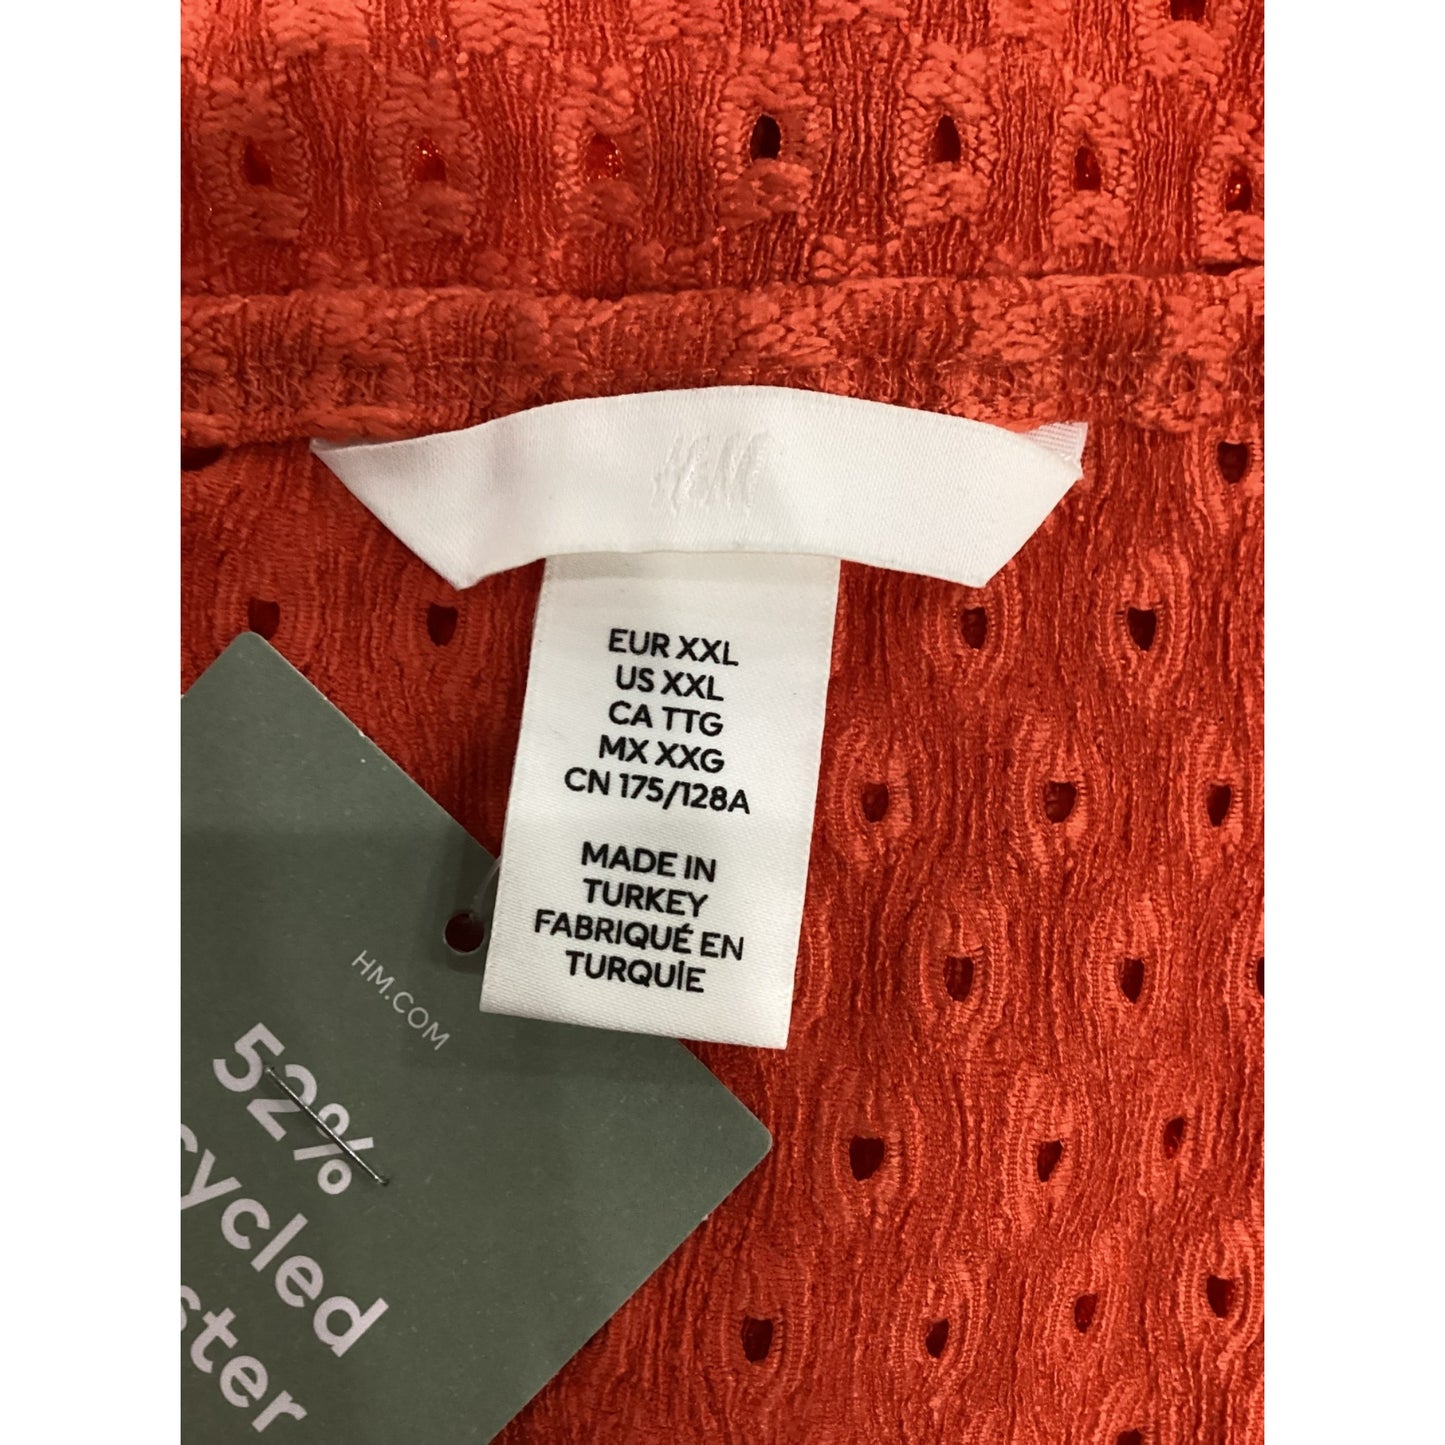 H&M
EUR XXL
US XXL
CA TTG
MX XXG
CN 175/128A
MADE IN
TURKEY
FABRIQUÉ EN
TURQUİE
HM.COM
52%
cycled
ster